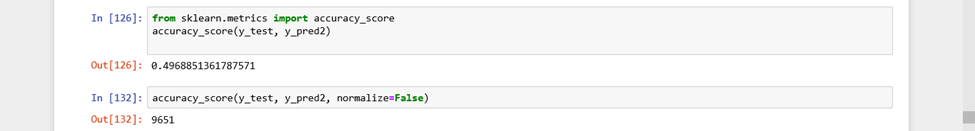 In [126]: from sklearn.metrics import accuracy_score
accuracy_score(y_test, y_pred2)
Out[126]: 0.4968851361787571
In [132]: accuracy_score(y_test, y_pred2, normalize=False)
Out[132]: 9651